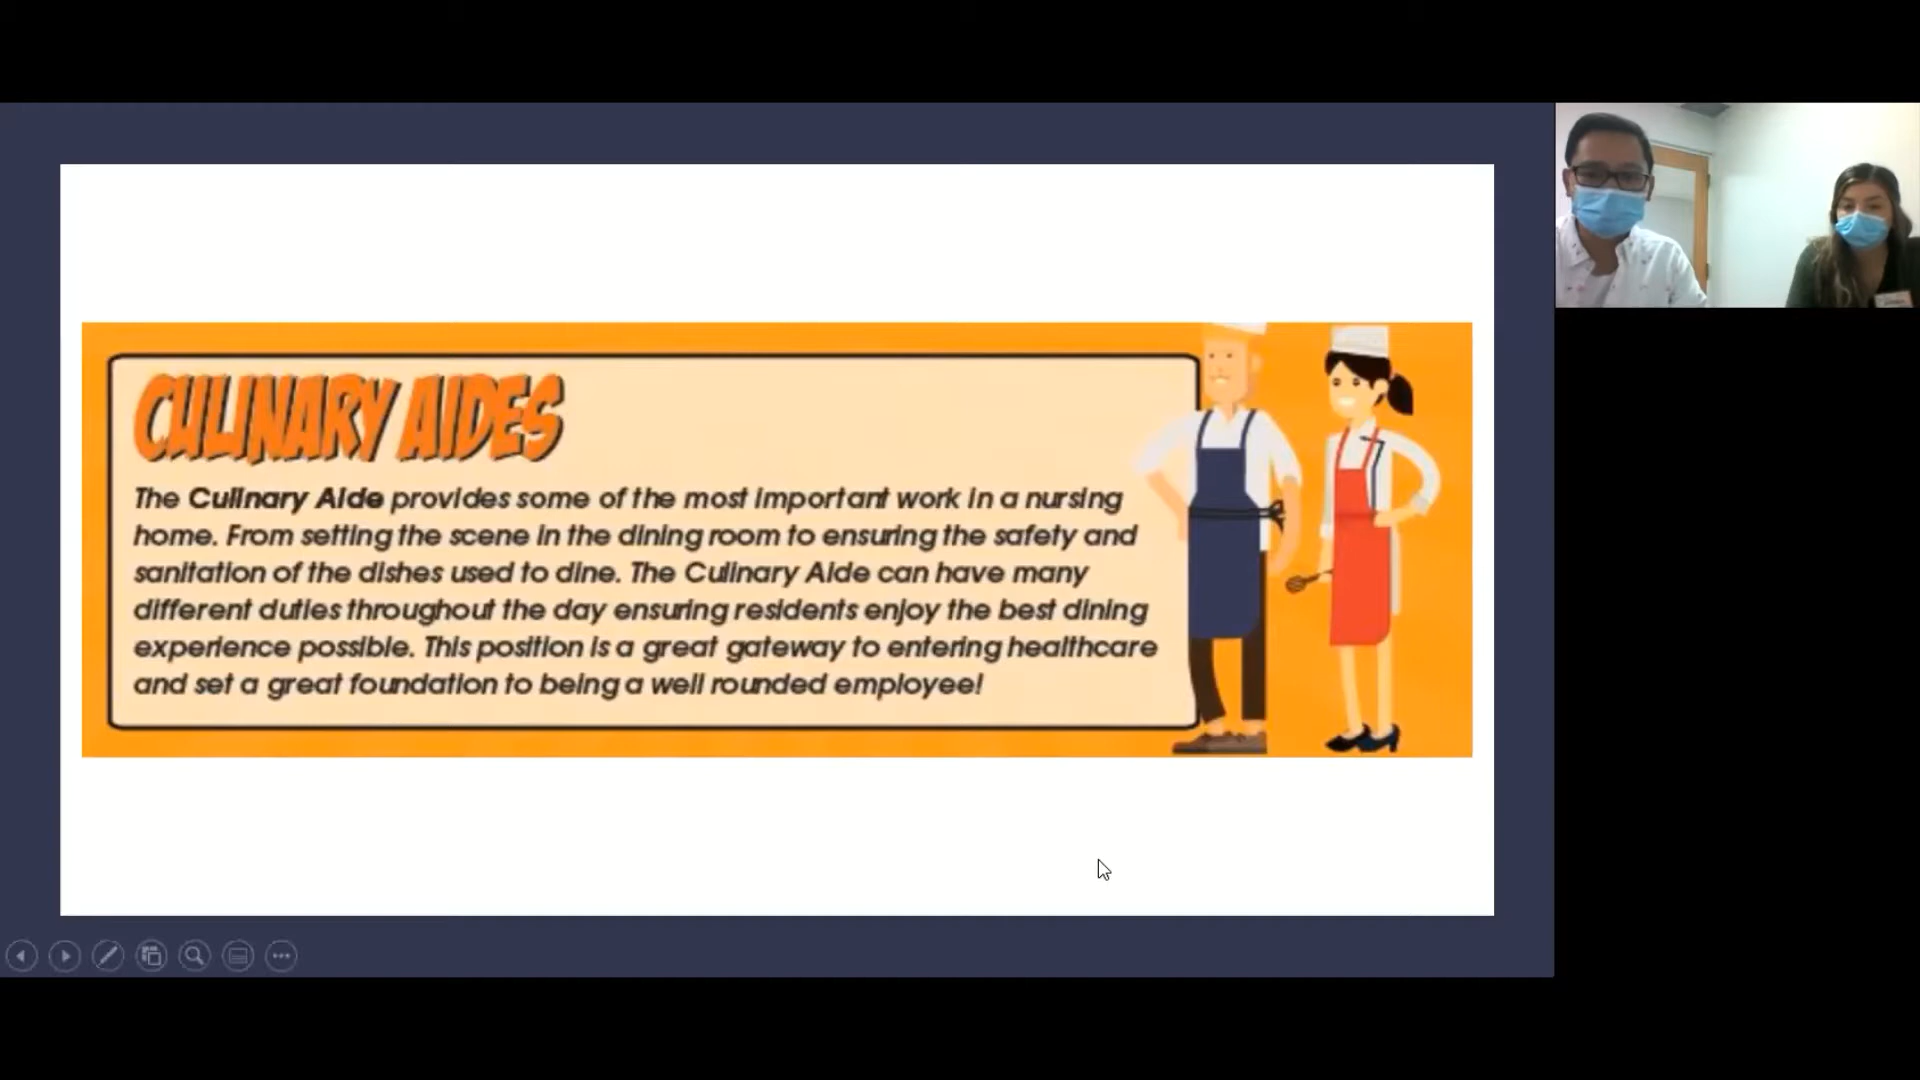 CULINARY AIDES
The Culinary Aide provides some of the most important work in a nursing
home. From setting the scene in the dining room to ensuring the safety and
sanitation of the dishes used to dine. The Culinary Aide can have many
different duties throughout the day ensuring residents enjoy the best dining
experience possible. This position is a great gateway to entering healthcare
and set a great foundation to being a well rounded employee!